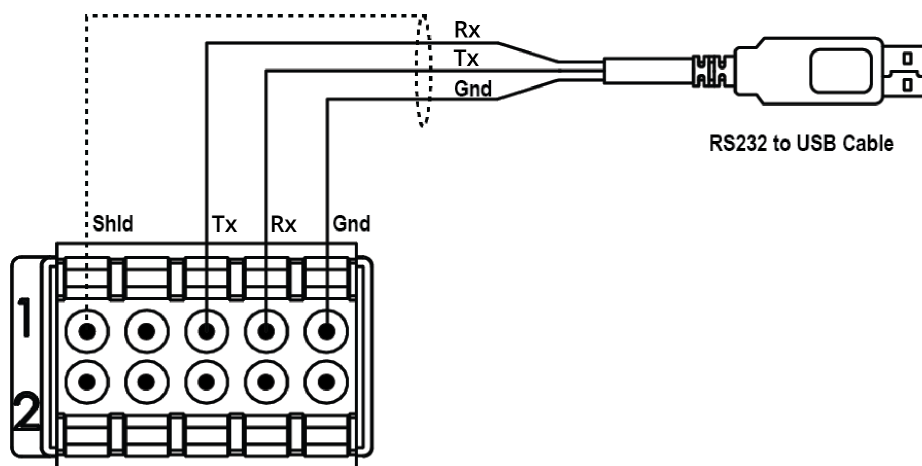 Rx
Tx
Gnd
RS232 to USB Cable
Shld Tx Rx Gnd
1
2